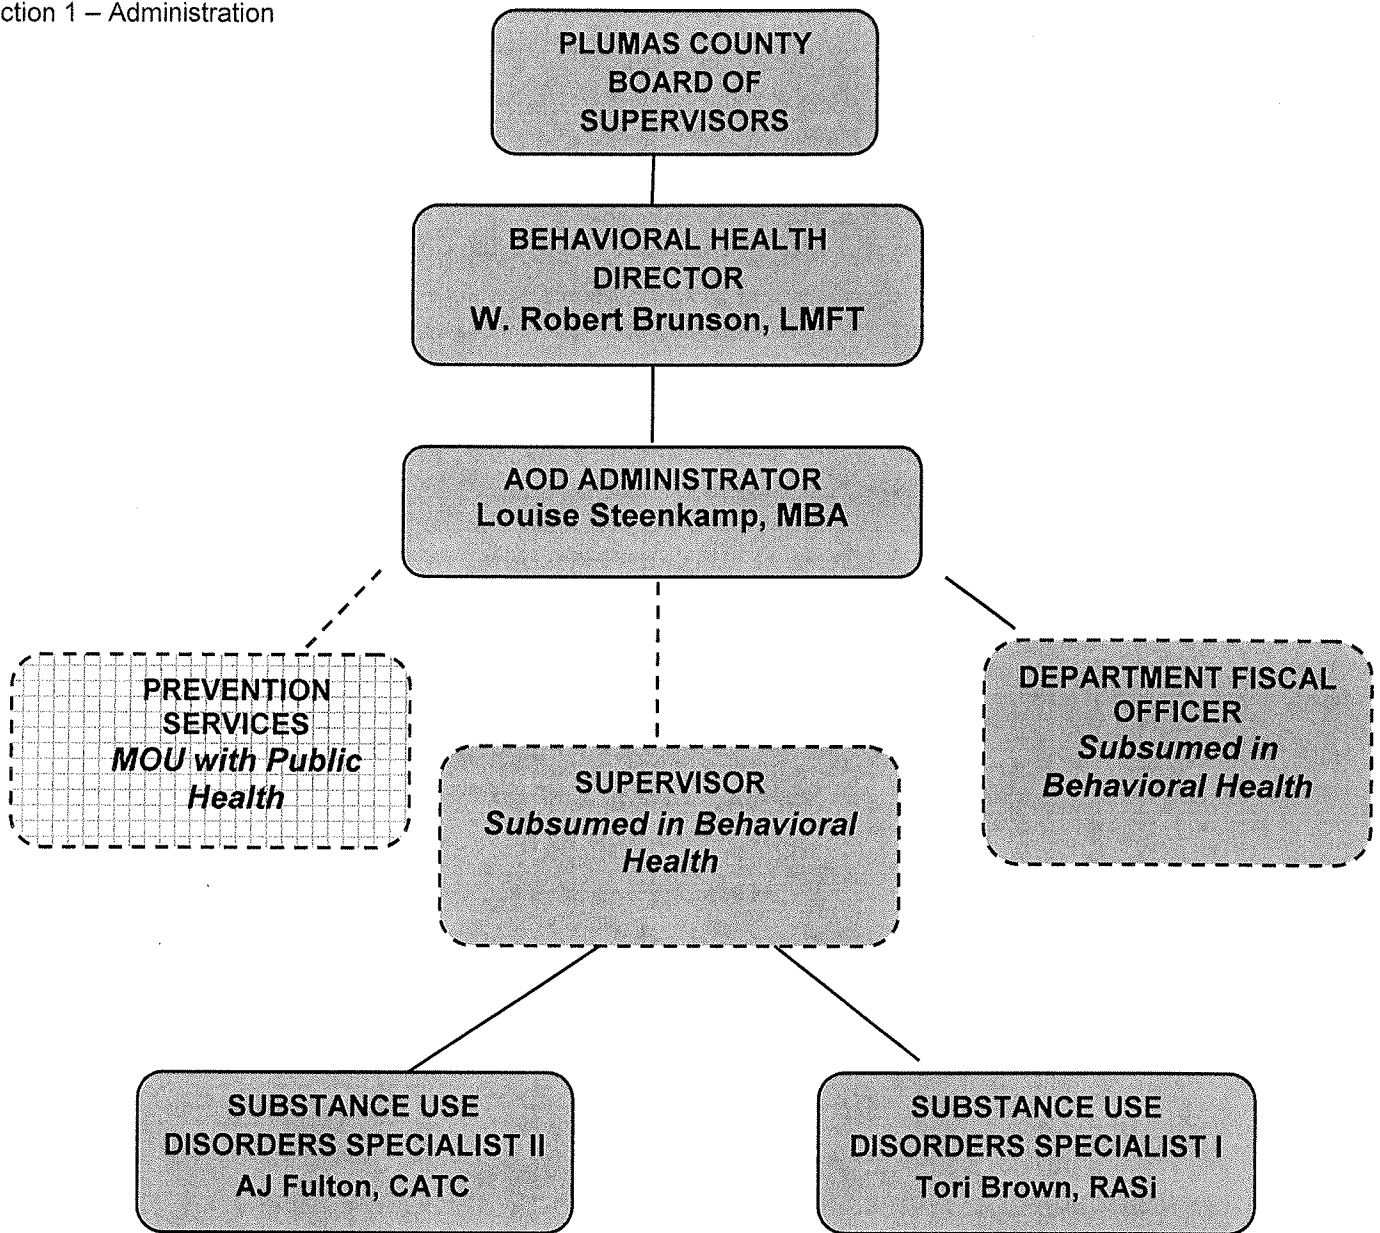 ction 1 – Administration
PLUMAS COUNTY
BOARD OF
SUPERVISORS
BEHAVIORAL HEALTH
DIRECTOR
W. Robert Brunson, LMFT
AOD ADMINISTRATOR
Louise Steenkamp, MBA
PREVENTION
SERVICES
MOU with Public
Health
SUPERVISOR
Subsumed in Behavioral
Health
DEPARTMENT FISCAL
OFFICER
Subsumed in
Behavioral Health
SUBSTANCE USE
DISORDERS SPECIALIST II
AJ Fulton, CATC
SUBSTANCE USE
DISORDERS SPECIALIST I
Tori Brown, RASi